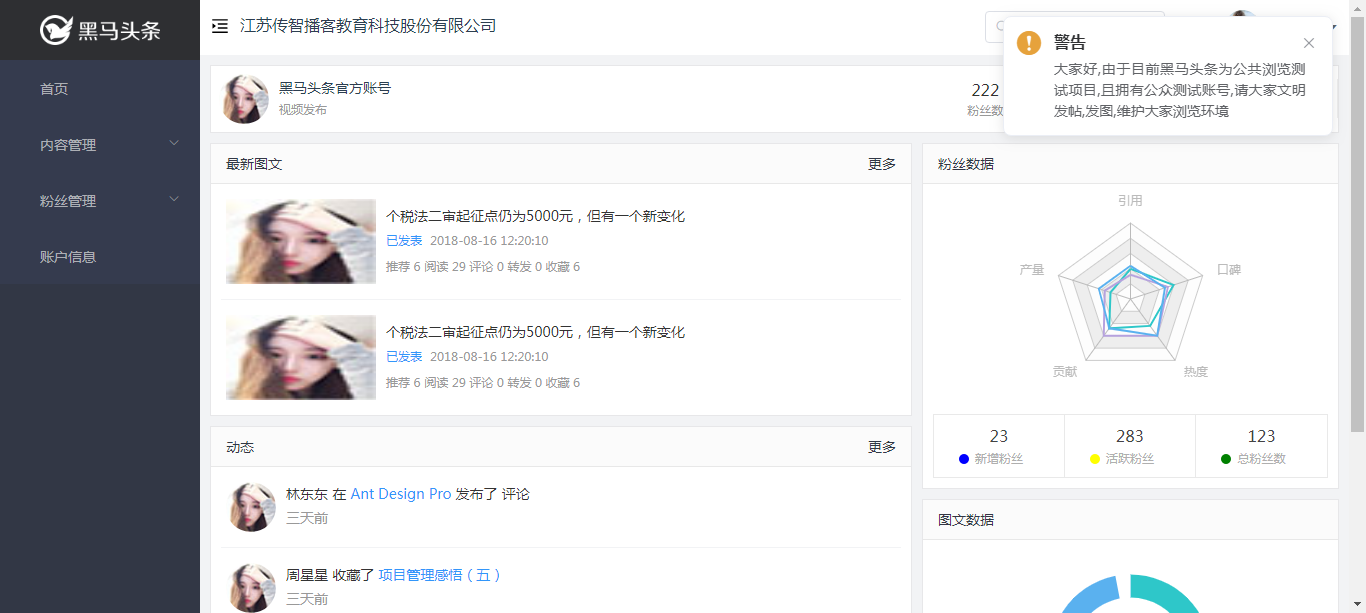 黑马头条
首页
内容管理
粉丝管理
账户信息
江苏传智播客教育科技股份有限公司
警告
大家好,由于目前黑马头条为公共浏览测
试项目,且拥有公众测试账号,请大家文明
发帖,发图,维护大家浏览环境
黑马头条官方账号
视频发布
222
粉丝数
最新图文 更多
个税法二审起征点仍为5000元，但有一个新变化
已发表 2018-08-16 12:20:10
推荐 6 阅读 29 评论 0 转发 0 收藏 6
个税法二审起征点仍为5000元，但有一个新变化
已发表 2018-08-16 12:20:10
推荐 6 阅读 29 评论 0 转发 0 收藏 6
动态 更多
林东东 在 Ant Design Pro 发布了 评论
三天前
周星星 收藏了 项目管理感悟（五）
三天前
粉丝数据
引用
产量 口碑
贡献 热度
23 283 123
新增粉丝 活跃粉丝 总粉丝数
图文数据